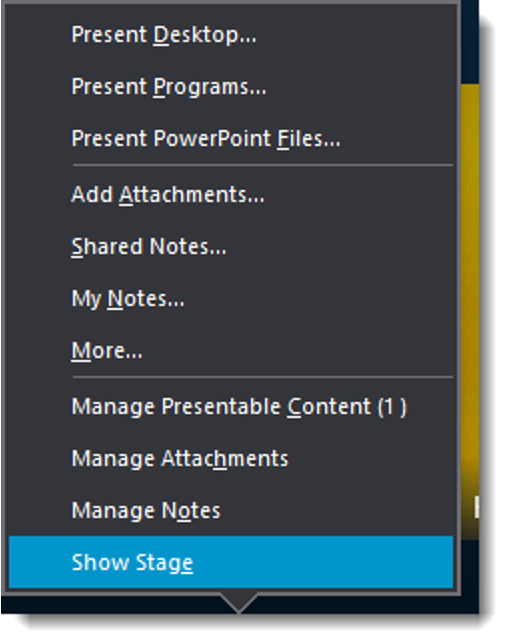 Present Desktop...
Present Programs...
Present PowerPoint Files...
Add Attachments...
Shared Notes...
My Notes...
More...
Manage Presentable Content (1 )
Manage Attachments
Manage Notes
Show Stage